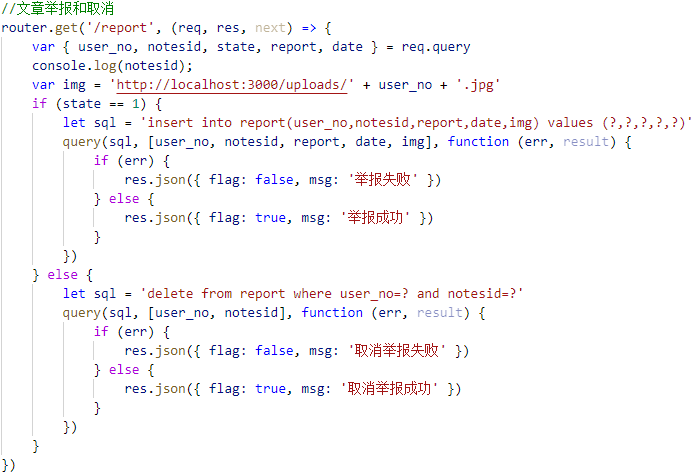 //文章举报和取消
router.get('/report', (req, res, next) => {
    var { user_no, notesid, state, report, date } = req.query
    console.log(notesid);
    var img = 'http://localhost:3000/uploads/' + user_no + '.jpg'
    if (state == 1) {
        let sql = 'insert into report(user_no,notesid,report,date,img) values (?,?,?,?,?)'
        query(sql, [user_no, notesid, report, date, img], function (err, result) {
            if (err) {
                res.json({ flag: false, msg: '举报失败' })
            } else {
                res.json({ flag: true, msg: '举报成功' })
            }
        })
    } else {
        let sql = 'delete from report where user_no=? and notesid=?'
        query(sql, [user_no, notesid], function (err, result) {
            if (err) {
                res.json({ flag: false, msg: '取消举报失败' })
            } else {
                res.json({ flag: true, msg: '取消举报成功' })
            }
        })
    }
})